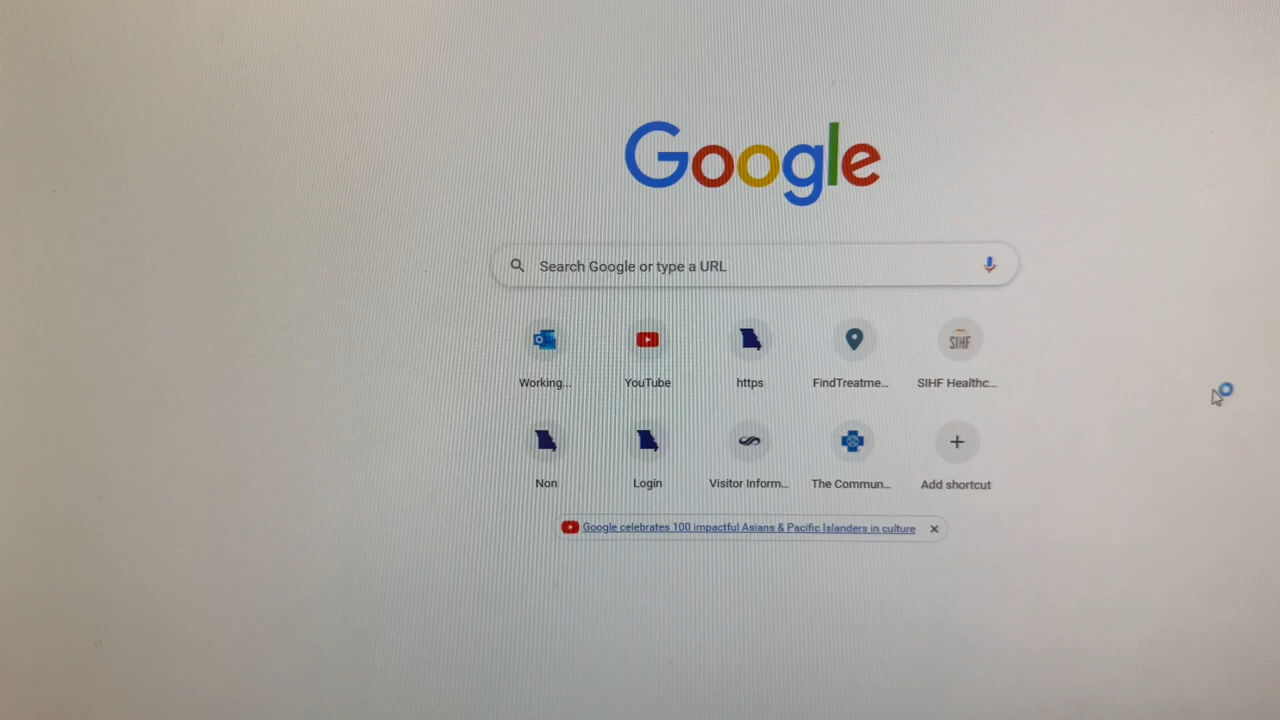 Google
Search Google or type a URL
Working...
YouTube
https
FindTreatme...
SIHF Healthc...
SIHF
Non
Login
Visitor Inform...
The Commun...
Add shortcut
Google celebrates 100 impactful Asians & Pacific Islanders in culture